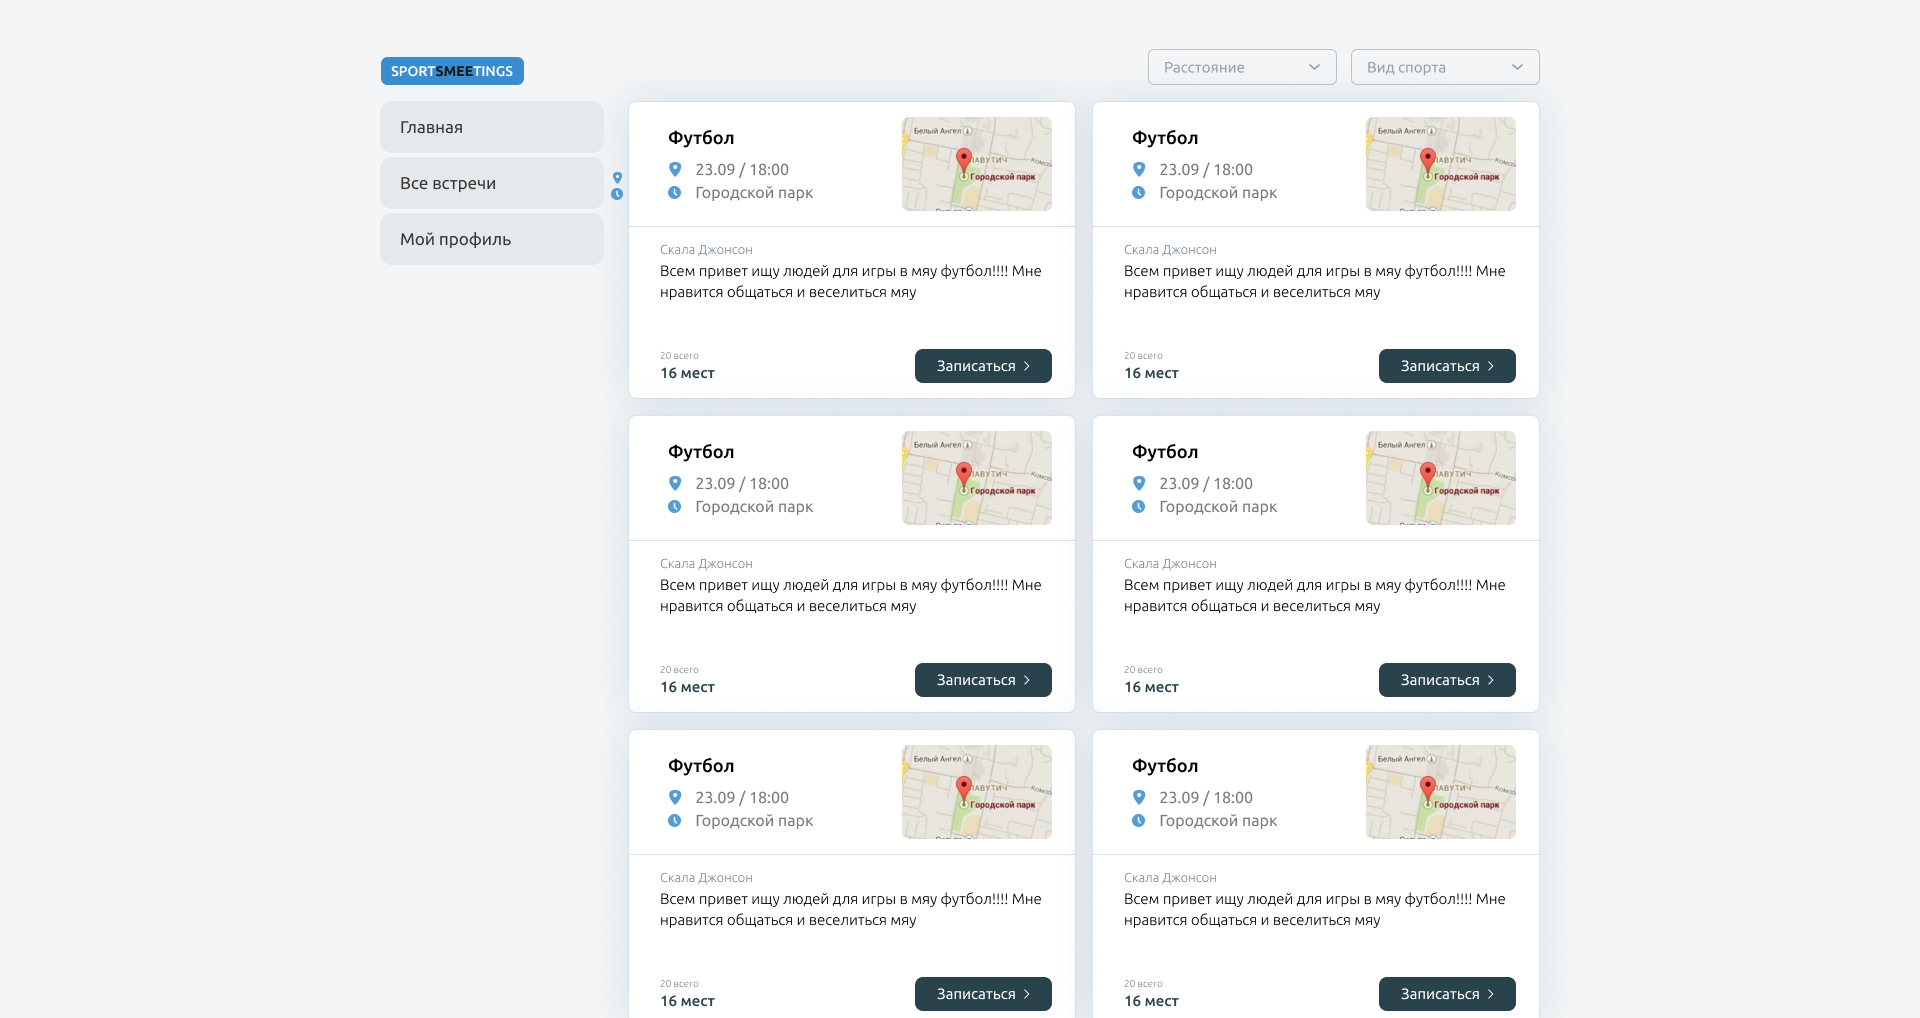 SPORTSMEETINGS
Расстояние
Вид спорта
Главная
Все встречи
Мой профиль
Футбол
23.09 / 18:00
Городской парк
Белый Ангел
ЛАВУТИЧ
Городской парк
Скала Джонсон
Всем привет ищу людей для игры в мяу футбол!!!! Мне
нравится общаться и веселиться мяу
20 всего
16 мест
Записаться
Футбол
23.09 / 18:00
Городской парк
Белый Ангел
ЛАВУТИЧ
Городской парк
Скала Джонсон
Всем привет ищу людей для игры в мяу футбол!!!! Мне
нравится общаться и веселиться мяу
20 всего
16 мест
Записаться
Футбол
23.09 / 18:00
Городской парк
Белый Ангел
ЛАВУТИЧ
Городской парк
Скала Джонсон
Всем привет ищу людей для игры в мяу футбол!!!! Мне
нравится общаться и веселиться мяу
20 всего
16 мест
Записаться
Футбол
23.09 / 18:00
Городской парк
Белый Ангел
ЛАВУТИЧ
Городской парк
Скала Джонсон
Всем привет ищу людей для игры в мяу футбол!!!! Мне
нравится общаться и веселиться мяу
20 всего
16 мест
Записаться
Футбол
23.09 / 18:00
Городской парк
Белый Ангел
ЛАВУТИЧ
Городской парк
Скала Джонсон
Всем привет ищу людей для игры в мяу футбол!!!! Мне
нравится общаться и веселиться мяу
20 всего
16 мест
Записаться
Футбол
23.09 / 18:00
Городской парк
Белый Ангел
ЛАВУТИЧ
Городской парк
Скала Джонсон
Всем привет ищу людей для игры в мяу футбол!!!! Мне
нравится общаться и веселиться мяу
20 всего
16 мест
Записаться